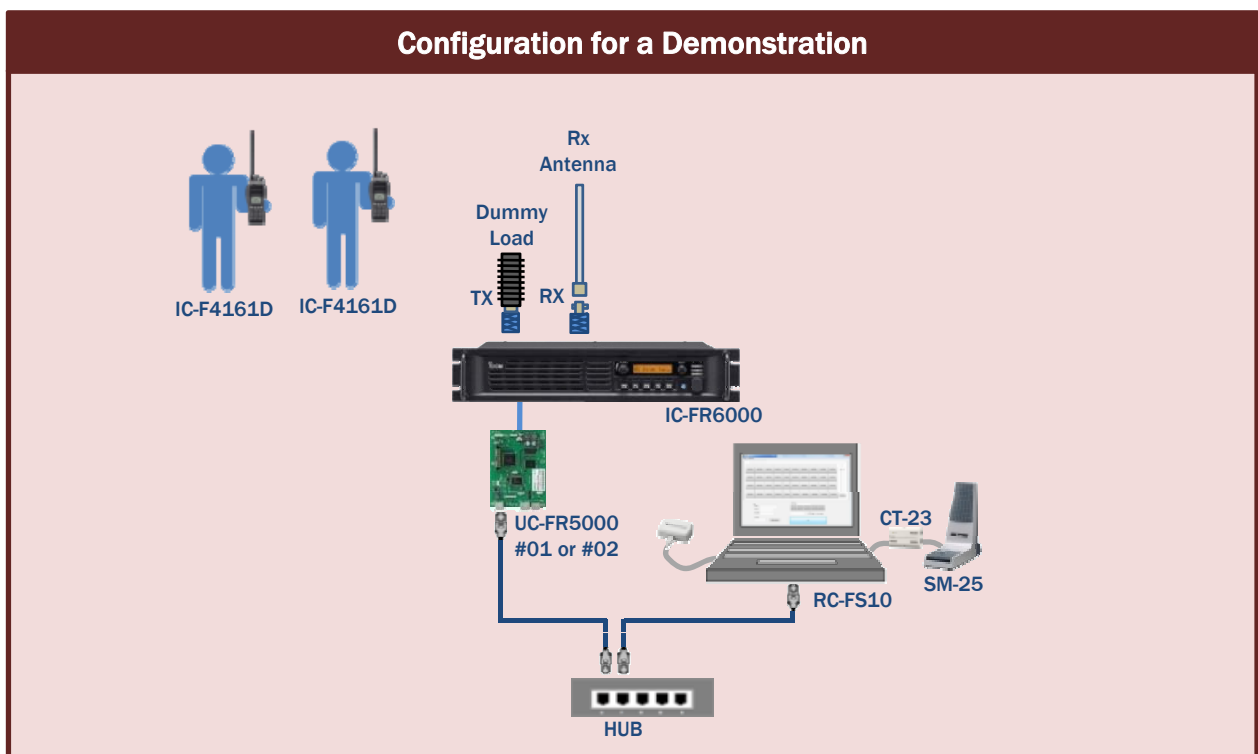 Configuration for a Demonstration
Rx
Antenna
Dummy
Load
TX
RX
IC-F4161D
IC-F4161D
IC-FR6000
UC-FR5000
#01 or #02
CT-23
SM-25
RC-FS10
HUB